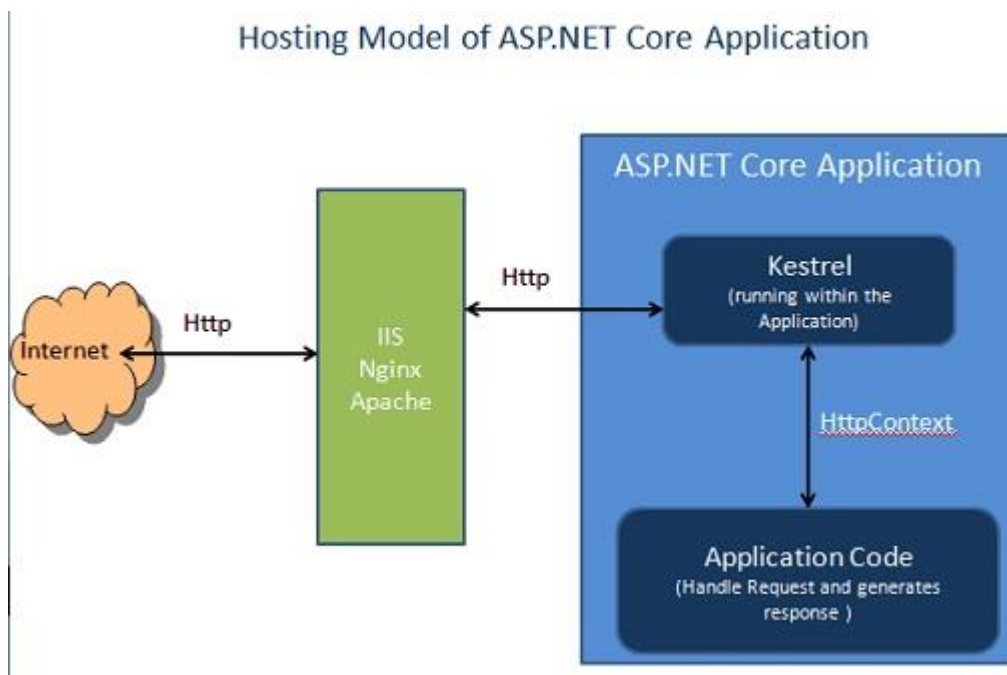 Hosting Model of ASP.NET Core Application
ASP.NET Core Application
Internet
Http
IIS
Nginx
Apache
Http
Kestrel
(running within the
Application)
HttpContext
Application Code
(Handle Request and generates
response )